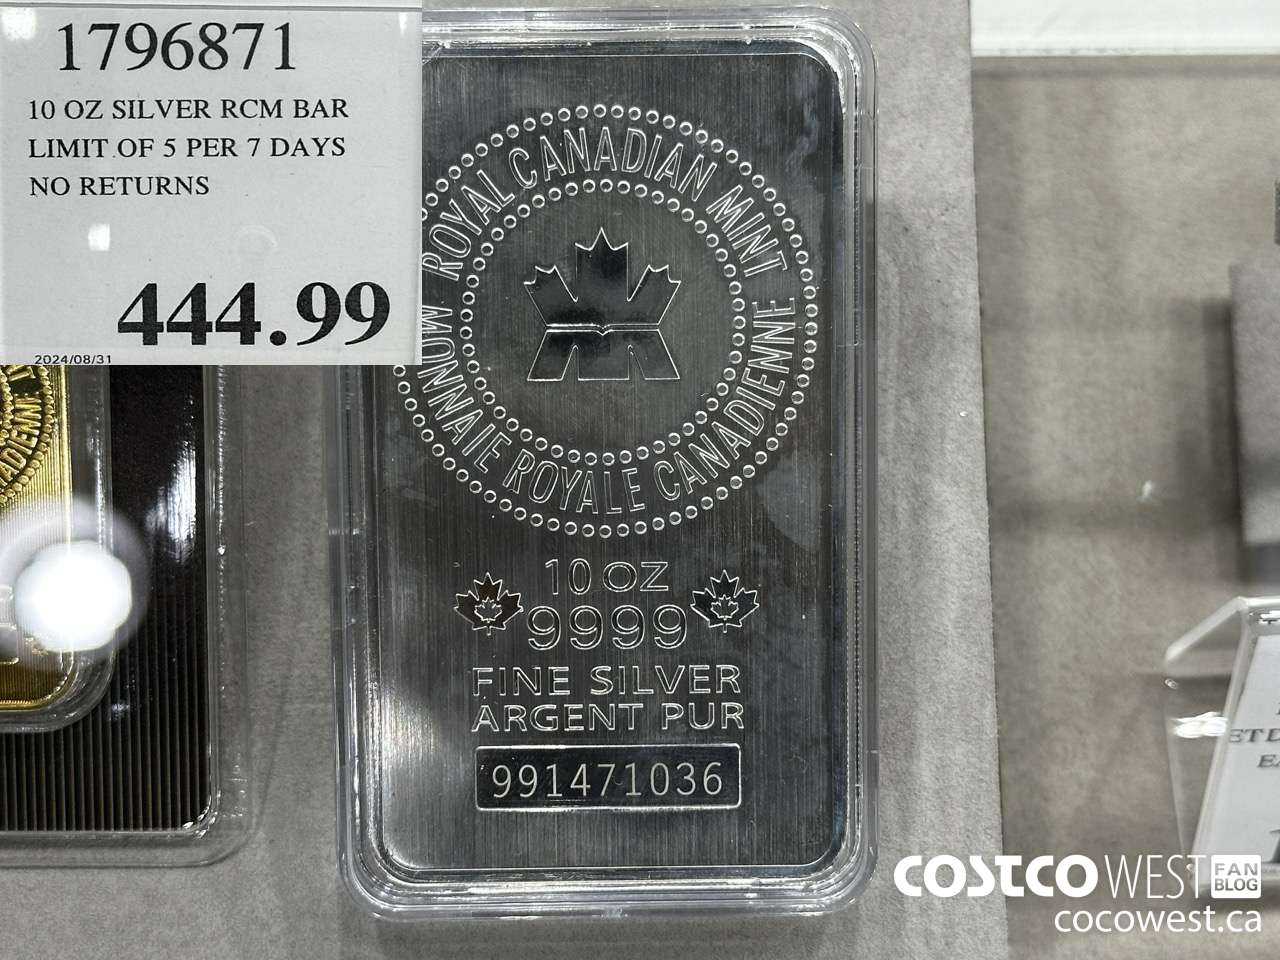 1796871
10 OZ SILVER RCM BAR
LIMIT OF 5 PER 7 DAYS
NO RETURNS
444.99
2024/08/31
ROYAL CANADIAN MINT
MONNAIE ROYALE CANADIENNE
10 OZ
9999
FINE SILVER
ARGENT PUR
991471036
COSTCO WEST FAN BLOG
cocowest.ca